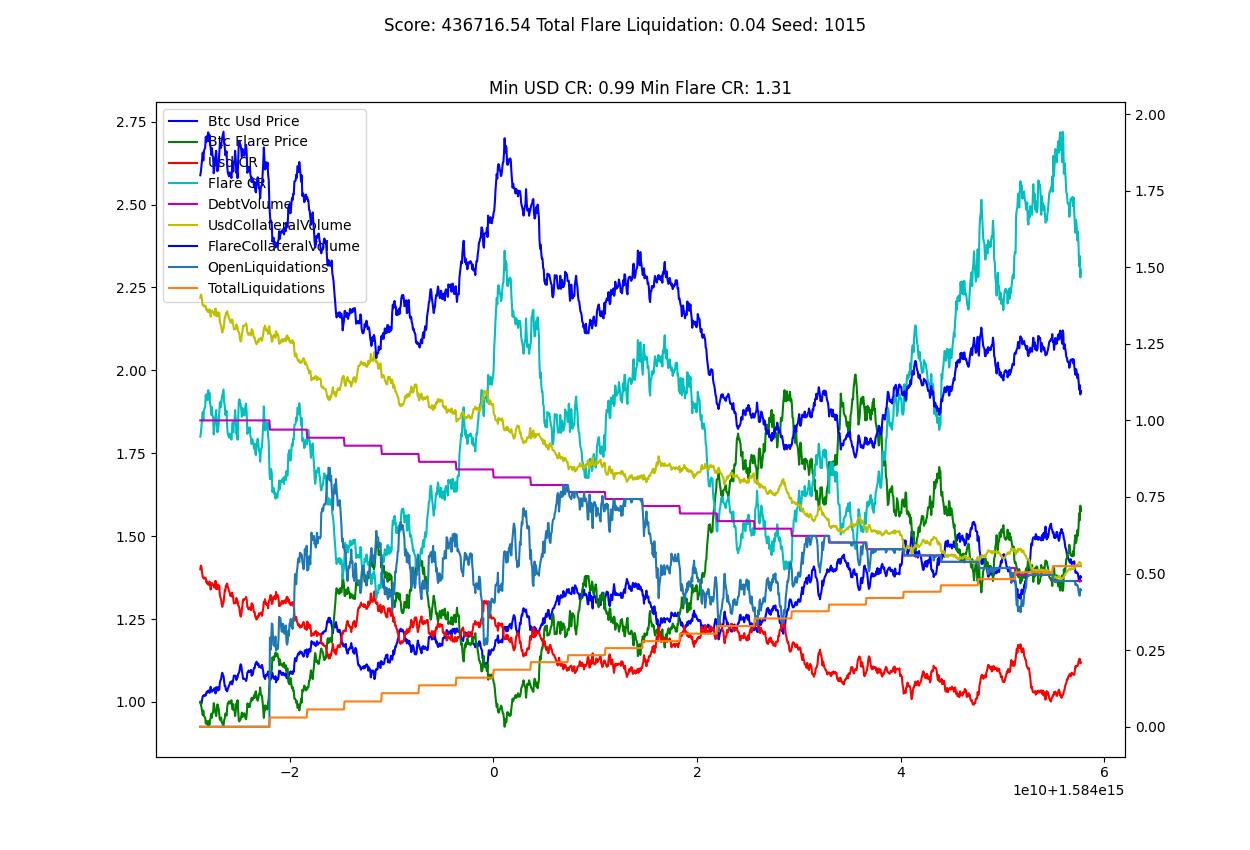 Score: 436716.54 Total Flare Liquidation: 0.04 Seed: 1015
Min USD CR: 0.99 Min Flare CR: 1.31
Btc Usd Price
Btc Flare Price
Usd CR
Flare CR
DebtVolume
UsdCollateralVolume
FlareCollateralVolume
OpenLiquidations
TotalLiquidations
2.75
2.50
2.25
2.00
1.75
1.50
1.25
1.00
2.00
1.75
1.50
1.25
1.00
0.75
0.50
0.25
0.00
−2 0 2 4 6
1e10+1.584e15